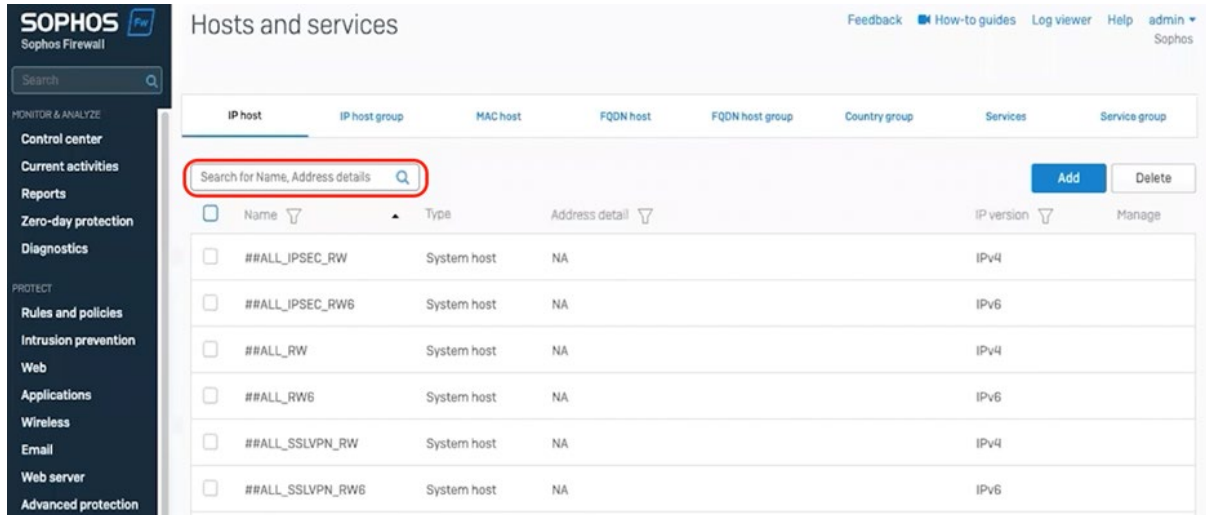 SOPHOS Fw
Sophos Firewall
Search
MONITOR & ANALYZE
Control center
Current activities
Reports
Zero-day protection
Diagnostics
PROTECT
Rules and policies
Intrusion prevention
Web
Applications
Wireless
Email
Web server
Advanced protection
Hosts and services
Feedback How-to guides Log viewer Help admin
Sophos
IP host IP host group MAC host FQDN host FQDN host group Country group Services Service group
Search for Name, Address details
Add Delete
Name Type Address detail IP version Manage
##ALL_IPSEC_RW System host NA IPv4
##ALL_IPSEC_RW6 System host NA IPv6
##ALL_RW System host NA IPv4
##ALL_RW6 System host NA IPv6
##ALL_SSLVPN_RW System host NA IPv4
##ALL_SSLVPN_RW6 System host NA IPv6